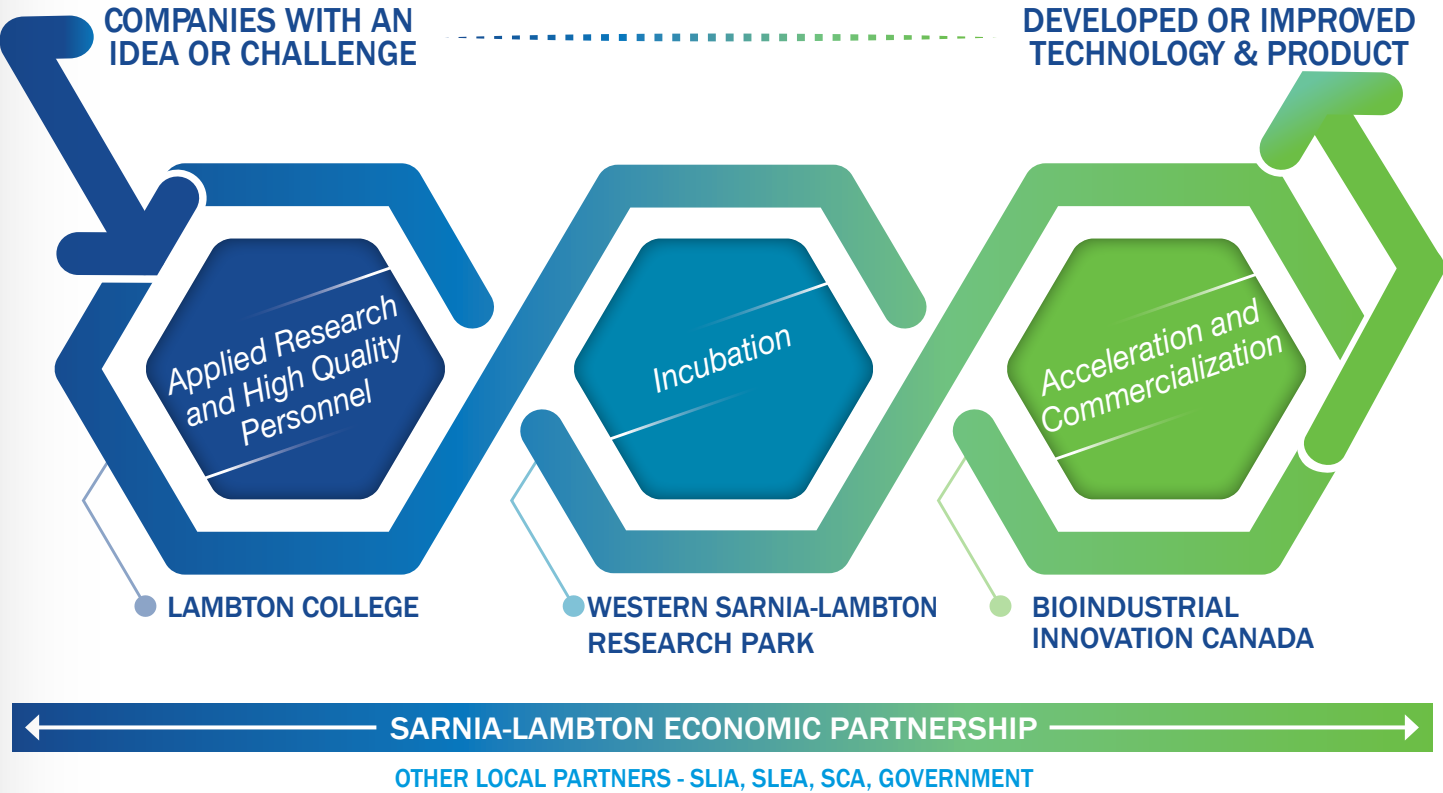 COMPANIES WITH AN
IDEA OR CHALLENGE
DEVELOPED OR IMPROVED
TECHNOLOGY & PRODUCT
Applied Research
and High Quality
Personnel
Incubation
Acceleration and
Commercialization
LAMBTON COLLEGE
WESTERN SARNIA-LAMBTON
RESEARCH PARK
BIOINDUSTRIAL
INNOVATION CANADA
SARNIA-LAMBTON ECONOMIC PARTNERSHIP
OTHER LOCAL PARTNERS - SLIA, SLEA, SCA, GOVERNMENT